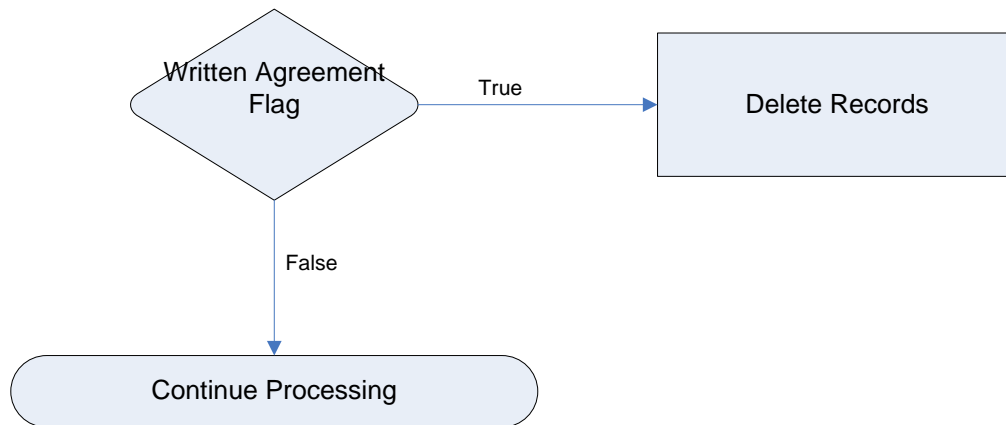 Written Agreement
Flag
True
Delete Records
False
Continue Processing